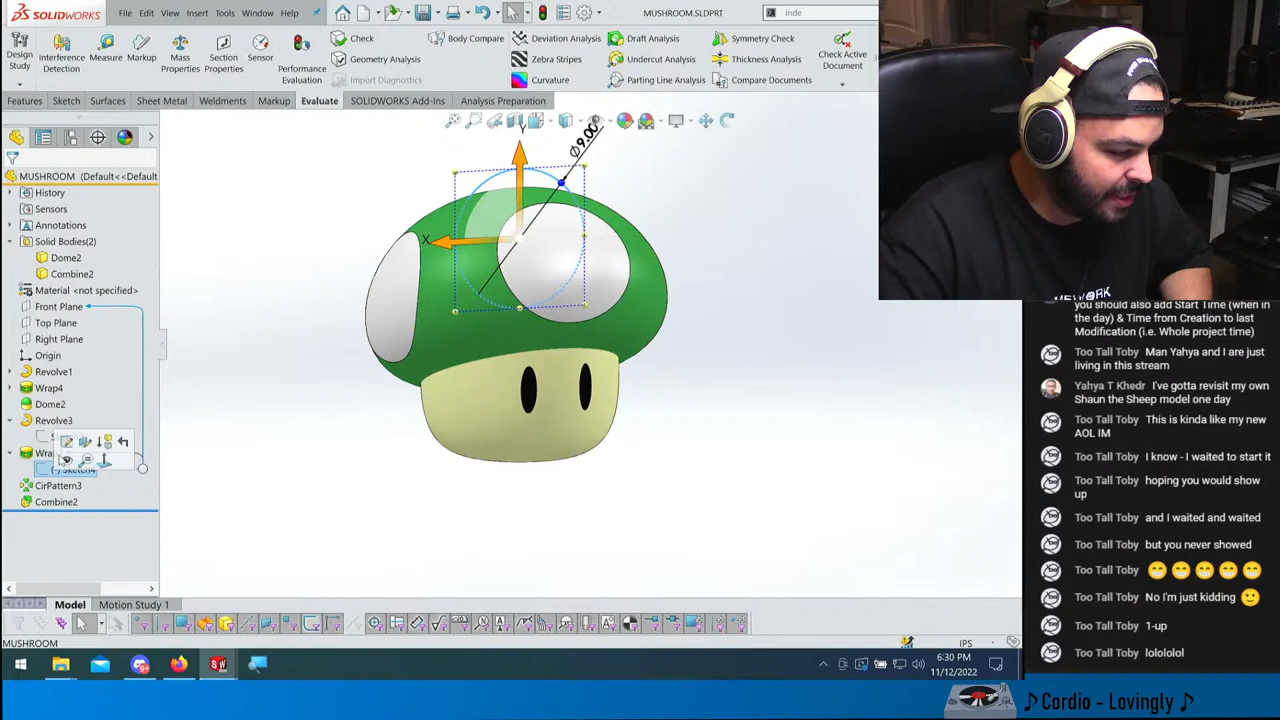 SOLIDWORKS File Edit View Insert Tools Window Help MUSHROOM.SLDPRT inde
Design Study
Interference Detection
Measure
Markup
Mass Properties
Section Properties
Sensor
Performance Evaluation
Check
Geometry Analysis
Import Diagnostics
Body Compare
Deviation Analysis
Zebra Stripes
Curvature
Draft Analysis
Undercut Analysis
Parting Line Analysis
Symmetry Check
Thickness Analysis
Compare Documents
Check Active Document
Features Sketch Surfaces Sheet Metal Weldments Markup Evaluate SOLIDWORKS Add-Ins Analysis Preparation
MUSHROOM (Default<<Default
History
Sensors
Annotations
Solid Bodies(2)
Dome2
Combine2
Material <not specified>
Front Plane
Top Plane
Right Plane
Origin
Revolve1
Wrap4
Dome2
Revolve3
Wra
(-) Sketch4
CirPattern3
Combine2
Y
Ø9.00
X
Model Motion Study 1
MUSHROOM
IPS
6:30 PM
11/12/2022
you should also add Start Time (when in
the day) & Time from Creation to last
Modification (i.e. Whole project time)
Too Tall Toby Man Yahya and I are just
living in this stream
Yahya T Khedr I've gotta revisit my own
Shaun the Sheep model one day
Too Tall Toby This is kinda like my new
AOL IM
Too Tall Toby I know - I waited to start it
Too Tall Toby hoping you would show
up
Too Tall Toby and I waited and waited
Too Tall Toby but you never showed
Too Tall Toby 😁😁😁😁😁
Too Tall Toby No I'm just kidding 🙂
Too Tall Toby 1-up
Too Tall Toby lolololol
♪ Cordio - Lovingly ♪